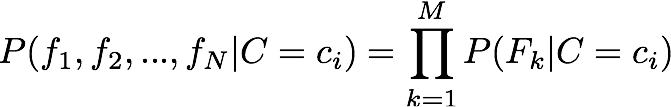 P(f_1, f_2, ..., f_N|C = c_i) = \prod_{k=1}^{M} P(F_k|C = c_i)